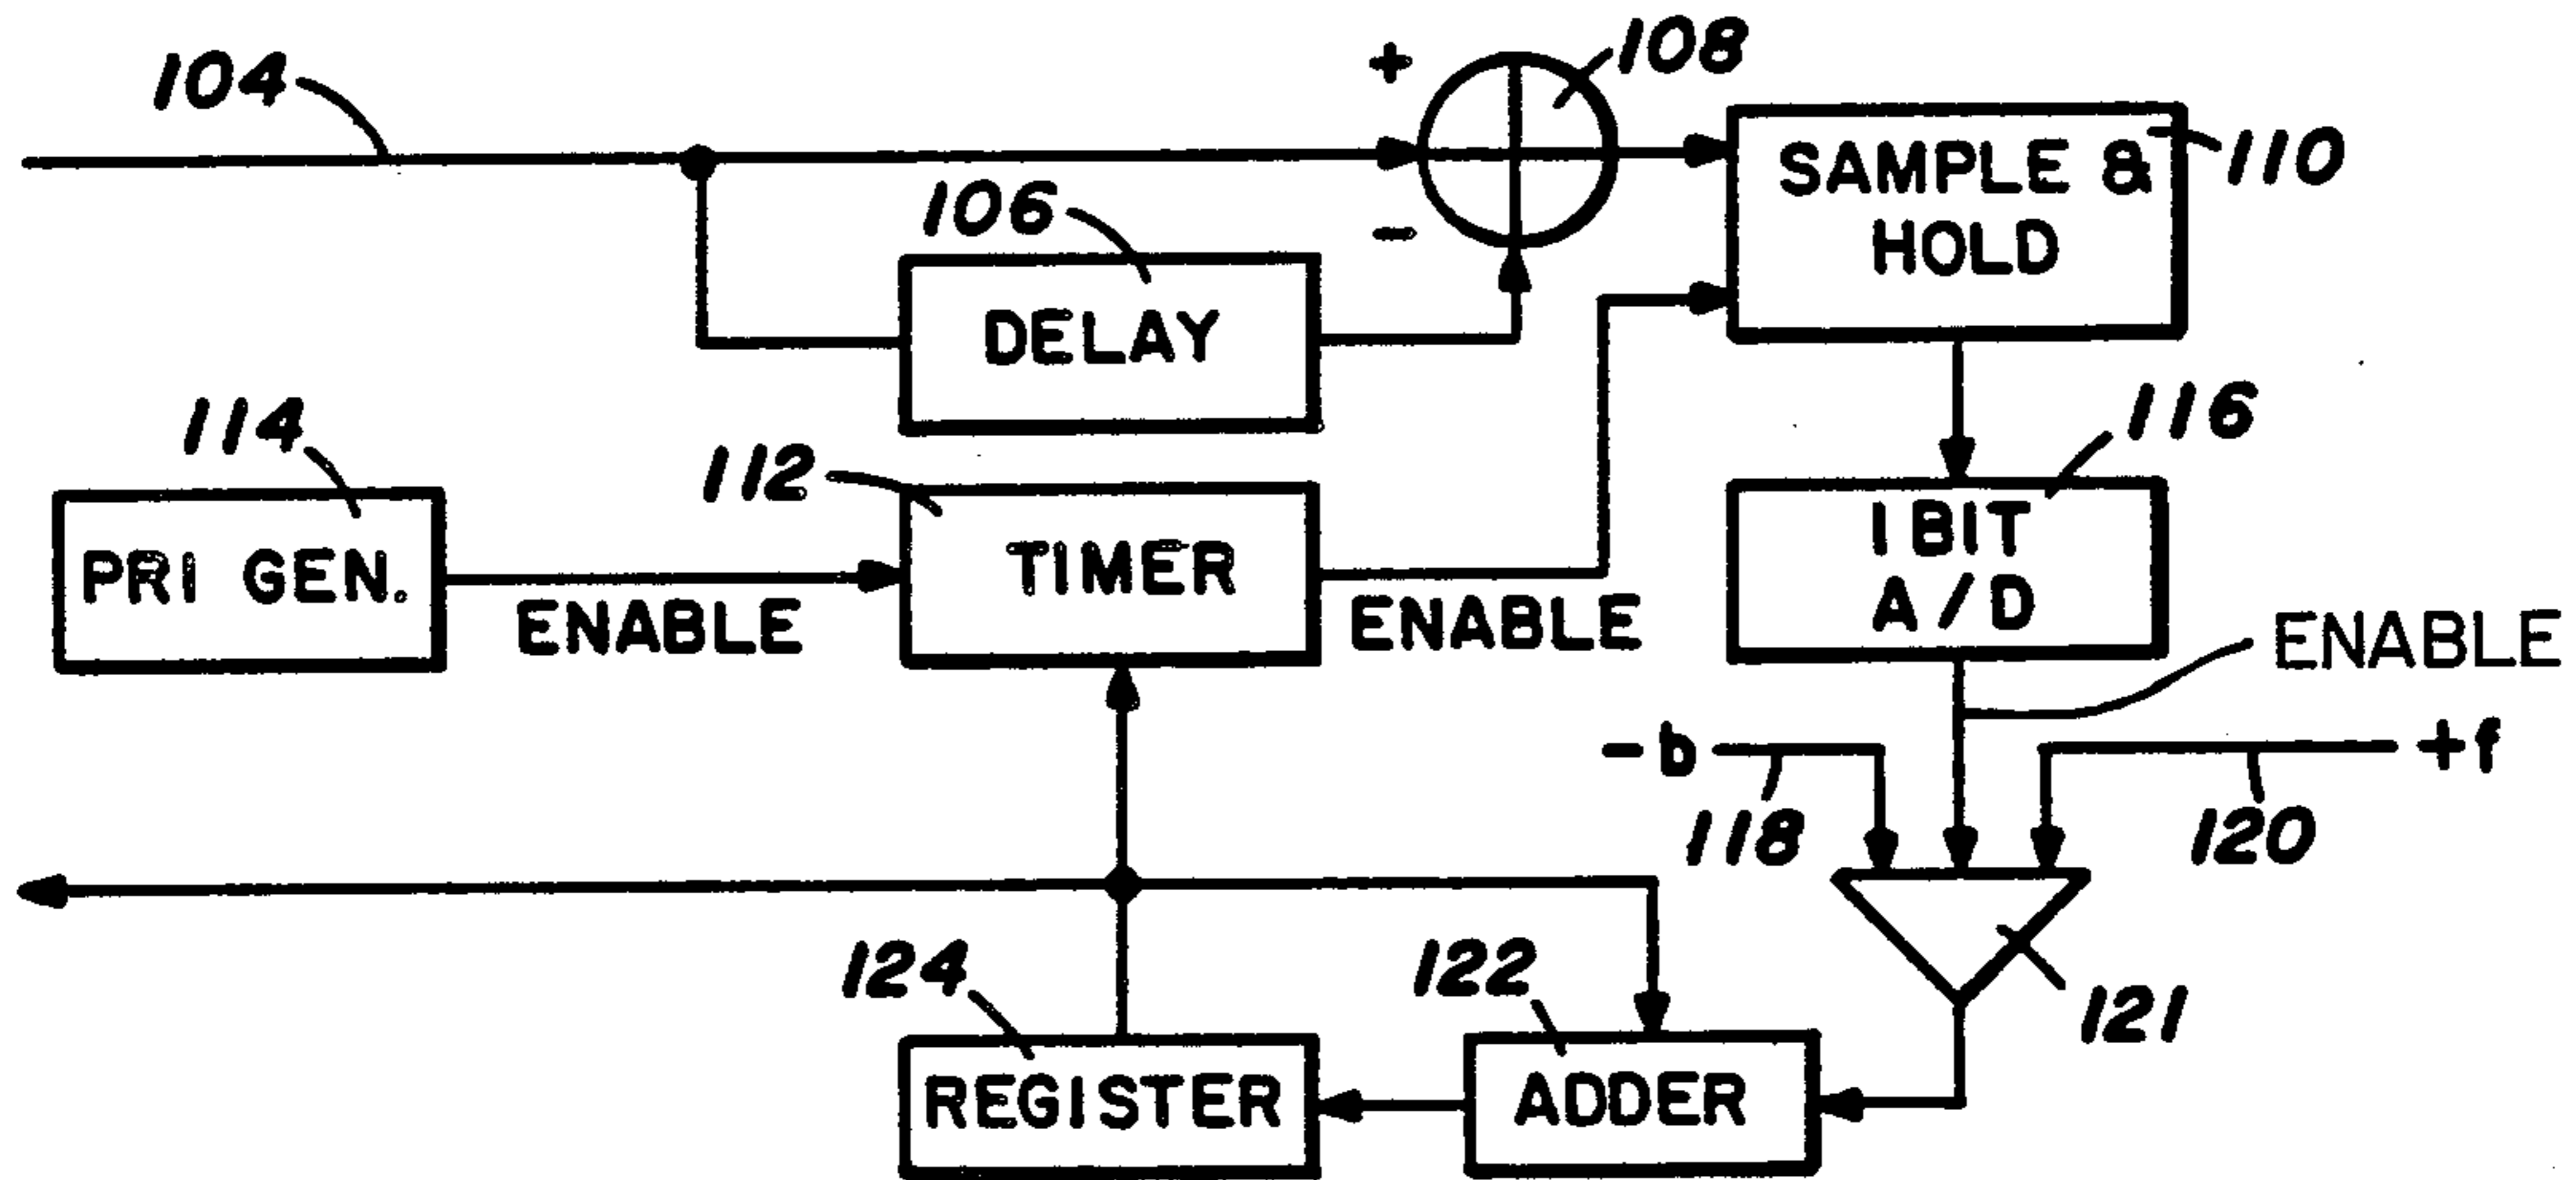 104
+
108
SAMPLE &
HOLD
110
106
-
DELAY
114
112
116
PRI GEN.
ENABLE
TIMER
ENABLE
1 BIT
A/D
ENABLE
-b
+f
118
120
124
122
121
REGISTER
ADDER